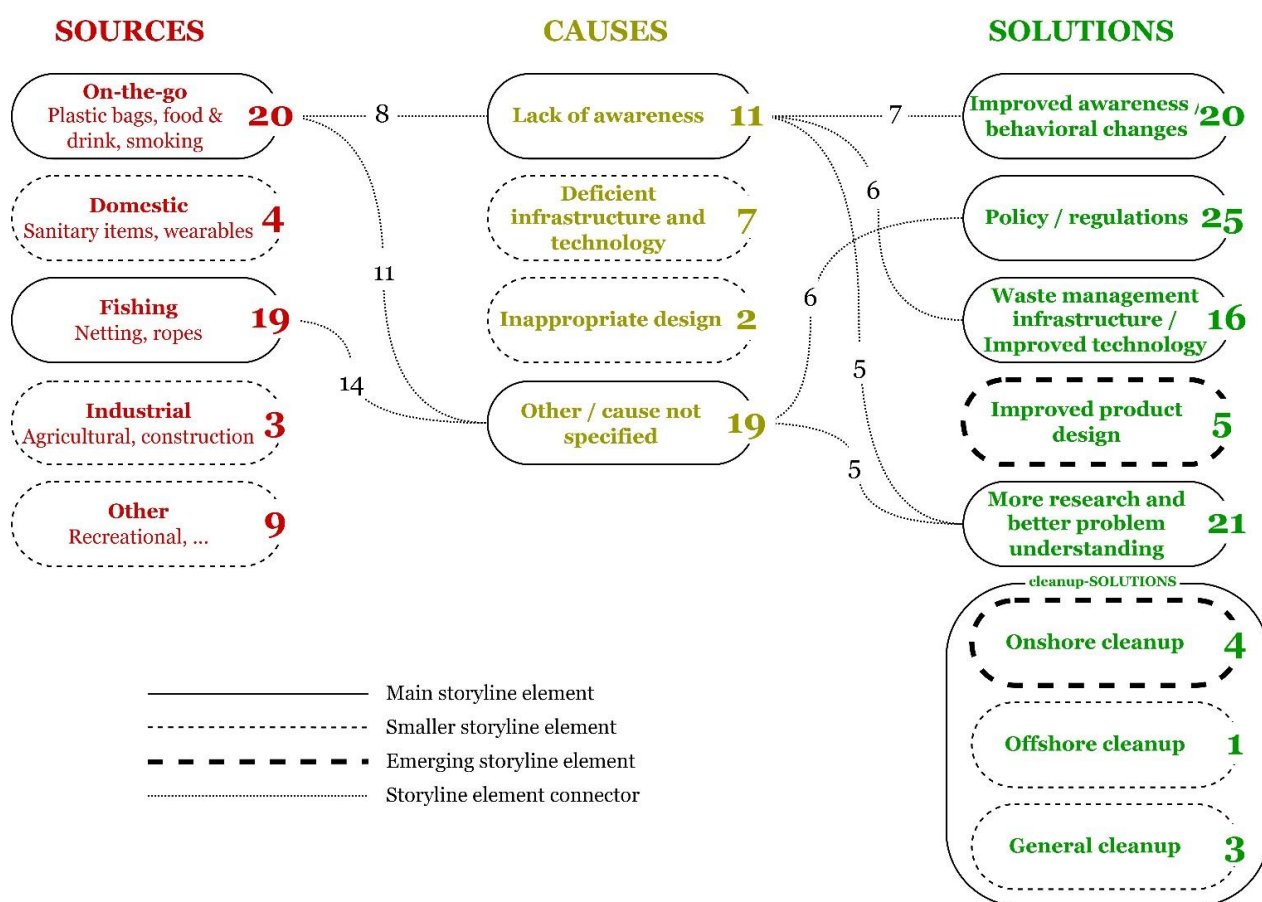 SOURCES
On-the-go
Plastic bags, food &
drink, smoking
20
Domestic
Sanitary items, wearables
4
Fishing
Netting, ropes
19
Industrial
Agricultural, construction
3
Other
Recreational, ...
9
8
11
14
CAUSES
Lack of awareness
11
Deficient
infrastructure and
technology
7
Inappropriate design
2
Other / cause not
specified
19
7
6
6
5
5
SOLUTIONS
Improved awareness /
behavioral changes
20
Policy / regulations
25
Waste management
infrastructure /
Improved technology
16
Improved product
design
5
More research and
better problem
understanding
21
cleanup-SOLUTIONS
Onshore cleanup
4
Offshore cleanup
1
General cleanup
3
Main storyline element
Smaller storyline element
Emerging storyline element
Storyline element connector